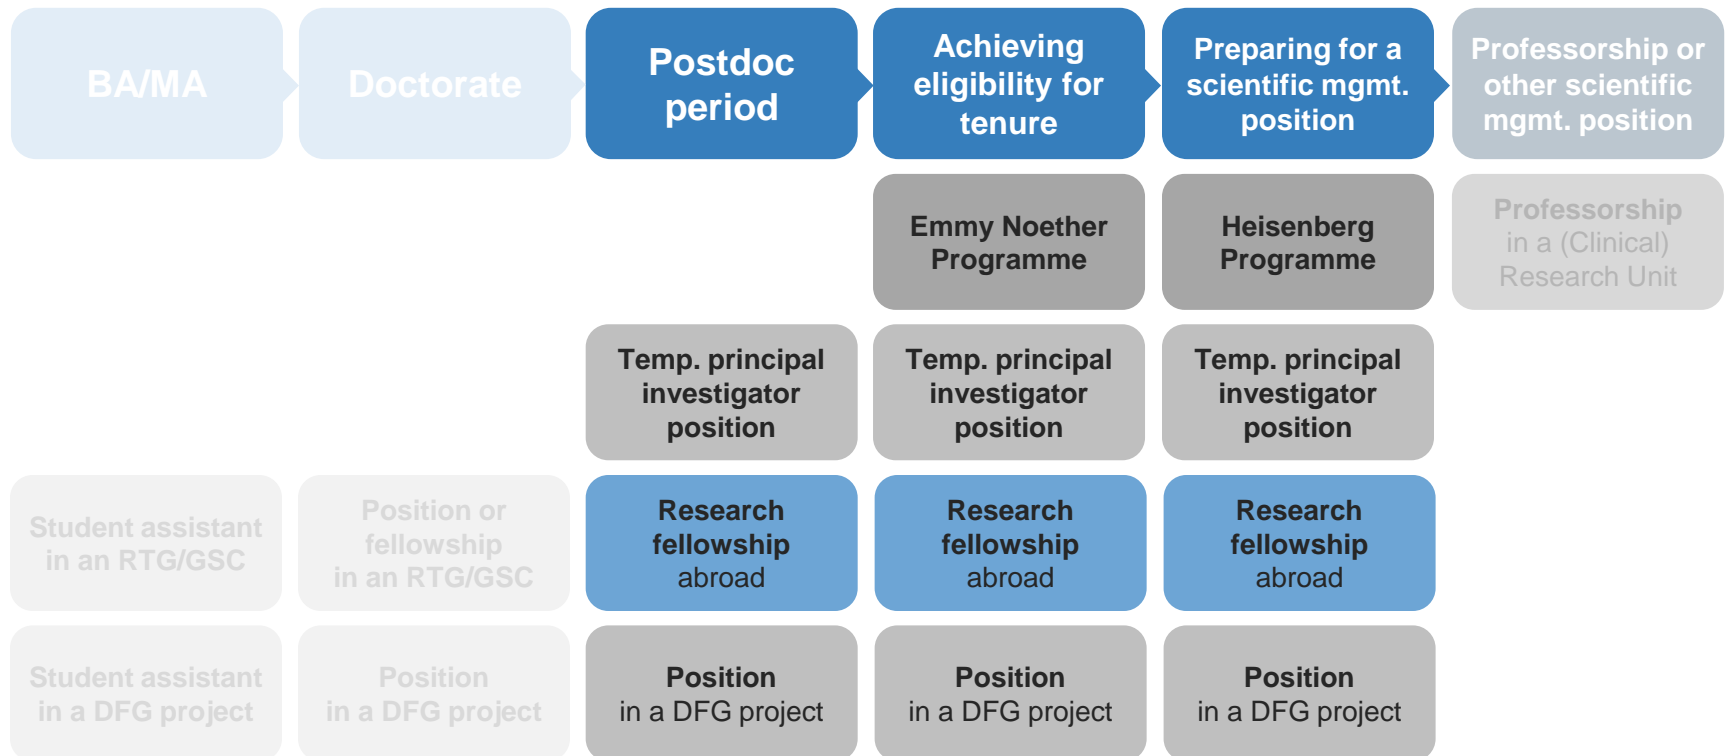 BA/MA
Doctorate
Postdoc
period
Achieving
eligibility for
tenure
Preparing for a
scientific mgmt.
position
Professorship or
other scientific
mgmt. position
Emmy Noether
Programme
Heisenberg
Programme
Professorship
in a (Clinical)
Research Unit
Temp. principal
investigator
position
Temp. principal
investigator
position
Temp. principal
investigator
position
Student assistant
in an RTG/GSC
Position or
fellowship
in an RTG/GSC
Research
fellowship
abroad
Research
fellowship
abroad
Research
fellowship
abroad
Student assistant
in a DFG project
Position
in a DFG project
Position
in a DFG project
Position
in a DFG project
Position
in a DFG project